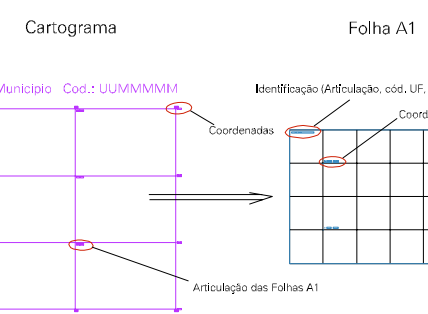 Cartograma
Folha A1
Município Cod.: UUMMMMM
Identificação (Articulação, cód. UF,
Coordenadas
Coord
Articulação das Folhas A1